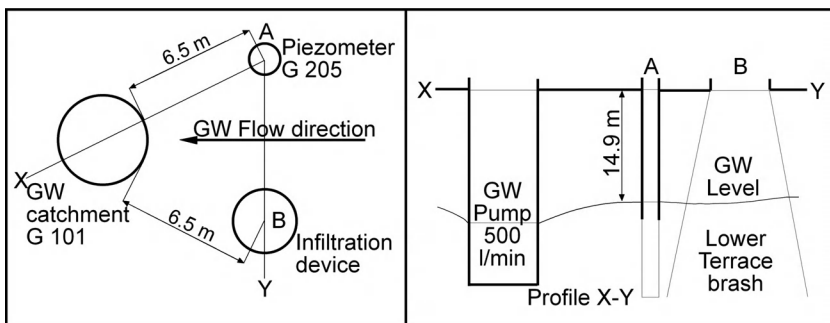 A
6.5 m
Piezometer
G 205
GW Flow direction
X
GW
catchment
G 101
6.5 m
B
Infiltration
device
Y
A
B
X
Y
14.9 m
GW
Pump
500
l/min
GW
Level
Lower
Terrace
brash
Profile X-Y